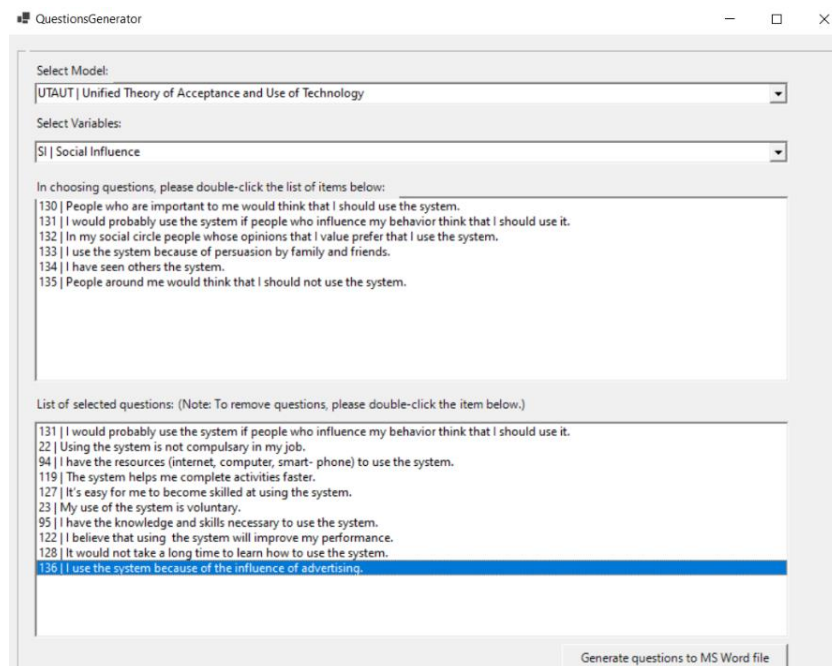 QuestionsGenerator
Select Model:
UTAUT | Unified Theory of Acceptance and Use of Technology
Select Variables:
SI | Social Influence
In choosing questions, please double-click the list of items below:
130 | People who are important to me would think that I should use the system.
131 | I would probably use the system if people who influence my behavior think that I should use it.
132 | In my social circle people whose opinions that I value prefer that I use the system.
133 | I use the system because of persuasion by family and friends.
134 | I have seen others the system.
135 | People around me would think that I should not use the system.
List of selected questions: (Note: To remove questions, please double-click the item below.)
131 | I would probably use the system if people who influence my behavior think that I should use it.
22 | Using the system is not compulsary in my job.
94 | I have the resources (internet, computer, smart- phone) to use the system.
119 | The system helps me complete activities faster.
127 | It's easy for me to become skilled at using the system.
23 | My use of the system is voluntary.
95 | I have the knowledge and skills necessary to use the system.
122 | I believe that using  the system will improve my performance.
128 | It would not take a long time to learn how to use the system.
136 | I use the system because of the influence of advertising.
Generate questions to MS Word file